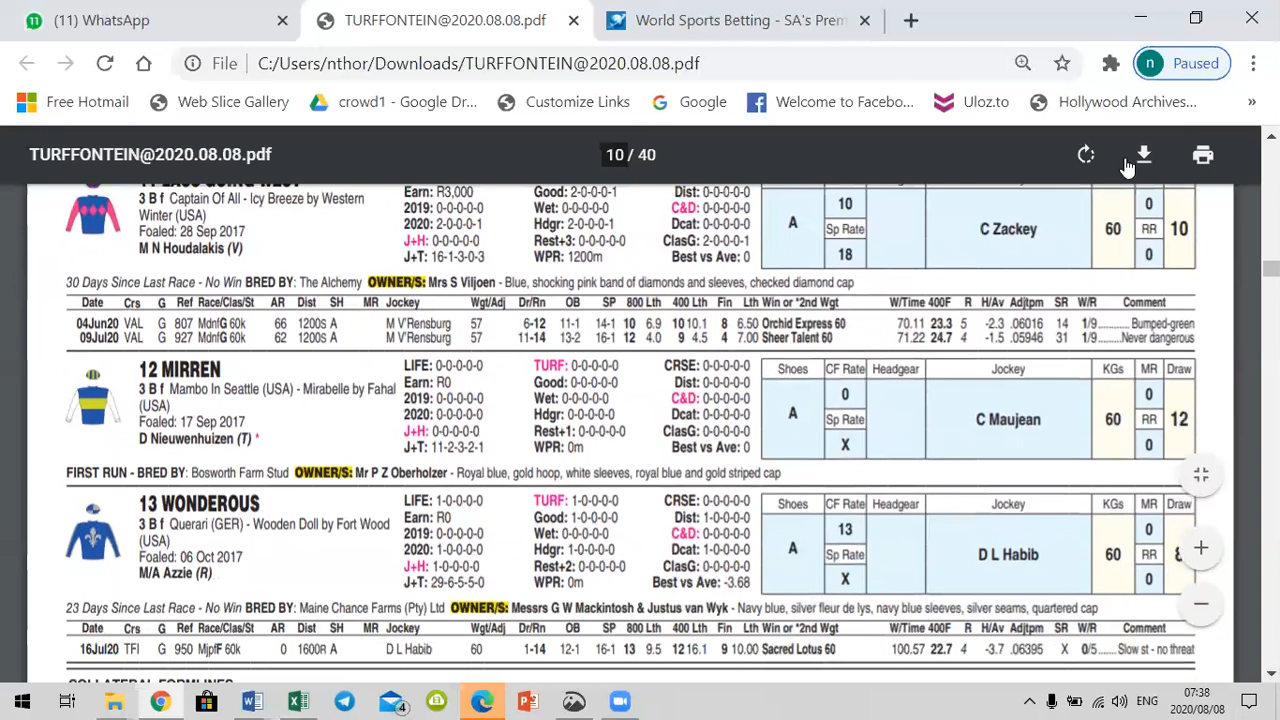 (11) WhatsApp
TURFFONTEIN@2020.08.08.pdf
World Sports Betting - SA's Prem
File C:/Users/nthor/Downloads/TURFFONTEIN@2020.08.08.pdf
n Paused
Free Hotmail
Web Slice Gallery
crowd1 - Google Dr...
Customize Links
Google
Welcome to Facebo...
Uloz.to
Hollywood Archives...
»
TURFFONTEIN@2020.08.08.pdf
10 / 40
3 B f Captain Of All - Icy Breeze by Western
Winter (USA)
Foaled: 28 Sep 2017
M N Houdalakis (V)
Earn: R3,000 Good: 2-0-0-0-1 Dist: 0-0-0-0-0
2019: 0-0-0-0-0 Wet: 0-0-0-0-0 C&D: 0-0-0-0-0
2020: 2-0-0-0-1 Hdgr: 2-0-0-0-1 Dcat: 0-0-0-0-0
J+H: 0-0-0-0-0 Rest+3: 0-0-0-0-0 ClasG: 2-0-0-0-1
J+T: 16-1-3-0-3 WPR: 1200m Best vs Ave: 0
A
10
Sp Rate
18
C Zackey
60
0
RR
0
10
30 Days Since Last Race - No Win BRED BY: The Alchemy OWNER/S: Mrs S Viljoen - Blue, shocking pink band of diamonds and sleeves, checked diamond cap
Date Crs G Ref Race/Clas/St AR Dist SH MR Jockey Wgt/Adj Dr/Rn OB SP 800 Lth 400 Lth Fin Lth Win or *2nd Wgt W/Time 400F R H/Av Adjtpm SR W/R Comment
04Jun20 VAL G 807 MdnfG 60k 66 1200S A M V'Rensburg 57 6-12 11-1 14-1 10 6.9 10 10.1 8 6.50 Orchid Express 60 70.11 23.3 5 -2.3 .06016 14 1/9 .......... Bumped-green
09Jul20 VAL G 927 MdnfG 60k 62 1200S A M V'Rensburg 57 11-14 13-2 16-1 12 4.0 9 4.5 4 7.00 Sheer Talent 60 71.22 24.7 4 -1.5 .05946 31 1/9 ........ Never dangerous
12 MIRREN
3 B f Mambo In Seattle (USA) - Mirabelle by Fahal
(USA)
Foaled: 17 Sep 2017
D Nieuwenhuizen (T) *
LIFE: 0-0-0-0-0 TURF: 0-0-0-0-0 CRSE: 0-0-0-0-0
Earn: R0 Good: 0-0-0-0-0 Dist: 0-0-0-0-0
2019: 0-0-0-0-0 Wet: 0-0-0-0-0 C&D: 0-0-0-0-0
2020: 0-0-0-0-0 Hdgr: 0-0-0-0-0 Dcat: 0-0-0-0-0
J+H: 0-0-0-0-0 Rest+1: 0-0-0-0-0 ClasG: 0-0-0-0-0
J+T: 11-2-3-2-1 WPR: 0m Best vs Ave: 0
Shoes CF Rate Headgear Jockey KGs MR Draw
A
0
Sp Rate
X
C Maujean
60
0
RR
0
12
FIRST RUN - BRED BY: Bosworth Farm Stud OWNER/S: Mr P Z Oberholzer - Royal blue, gold hoop, white sleeves, royal blue and gold striped cap
13 WONDEROUS
3 B f Querari (GER) - Wooden Doll by Fort Wood
(USA)
Foaled: 06 Oct 2017
M/A Azzie (R)
LIFE: 1-0-0-0-0 TURF: 1-0-0-0-0 CRSE: 0-0-0-0-0
Earn: R0 Good: 1-0-0-0-0 Dist: 1-0-0-0-0
2019: 0-0-0-0-0 Wet: 0-0-0-0-0 C&D: 0-0-0-0-0
2020: 1-0-0-0-0 Hdgr: 1-0-0-0-0 Dcat: 1-0-0-0-0
J+H: 1-0-0-0-0 Rest+2: 0-0-0-0-0 ClasG: 0-0-0-0-0
J+T: 29-6-5-5-0 WPR: 0m Best vs Ave: -3.68
Shoes CF Rate Headgear Jockey KGs MR Draw
A
13
Sp Rate
X
D L Habib
60
0
RR
0
23 Days Since Last Race - No Win BRED BY: Maine Chance Farms (Pty) Ltd OWNER/S: Messrs G W Mackintosh & Justus van Wyk - Navy blue, silver fleur de lys, navy blue sleeves, silver seams, quartered cap
Date Crs G Ref Race/Clas/St AR Dist SH MR Jockey Wgt/Adj Dr/Rn OB SP 800 Lth 400 Lth Fin Lth Win or *2nd Wgt W/Time 400F R H/Av Adjtpm SR W/R Comment
16Jul20 TFI G 950 MjpfF 60k 0 1600R A D L Habib 60 1-14 12-1 16-1 13 9.5 12 16.1 9 10.00 Sacred Lotus 60 100.57 22.7 4 -3.7 .06395 X 0/5 ...... Slow st - no threat
4
ENG
07:38
2020/08/08